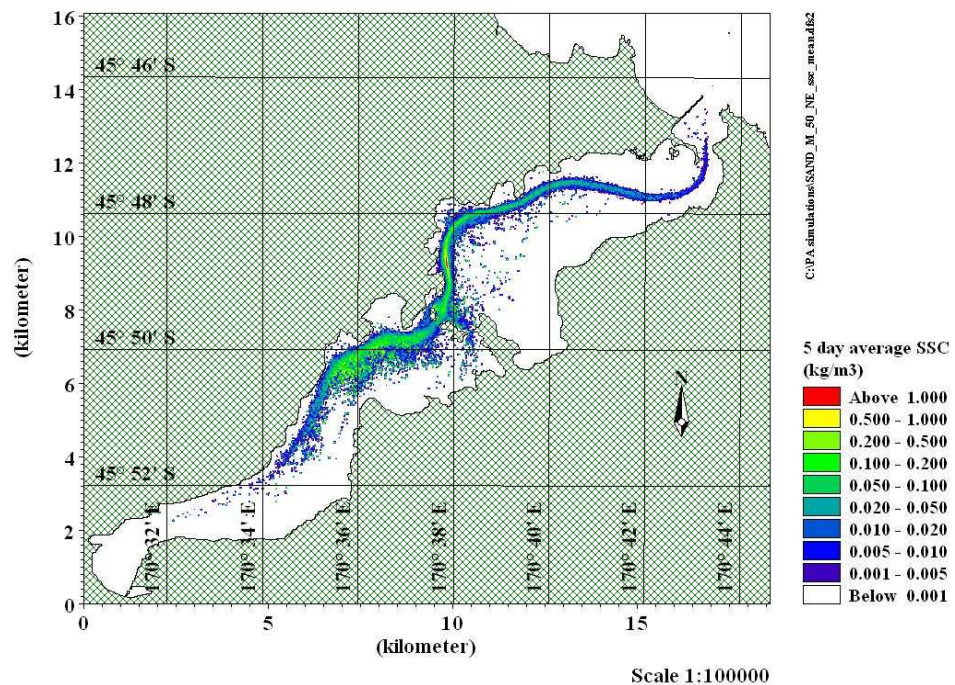 16
14
12
10
8
6
4
2
0
(kilometer)
45° 46' S
45° 48' S
45° 50' S
45° 52' S
170° 32' E
170° 34' E
170° 36' E
170° 38' E
170° 40' E
170° 42' E
170° 44' E
0 5 10 15
(kilometer)
Scale 1:100000
N
C:\PA simulations\SAND_M_50_NE_ssc_mean.dfs2
5 day average SSC
(kg/m3)
Above 1.000
0.500 - 1.000
0.200 - 0.500
0.100 - 0.200
0.050 - 0.100
0.020 - 0.050
0.010 - 0.020
0.005 - 0.010
0.001 - 0.005
Below 0.001